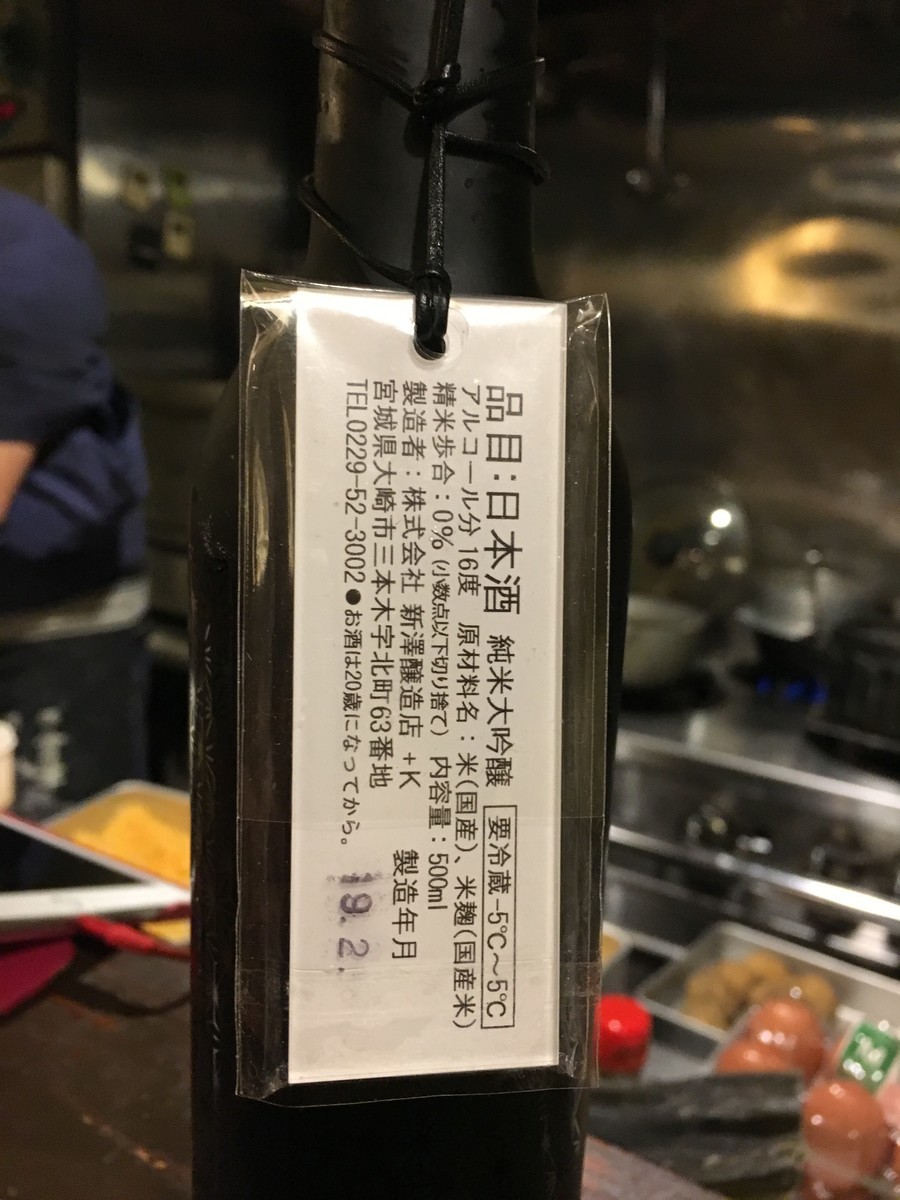 品目:日本酒 純米大吟醸 要冷蔵-5℃~5℃
アルコール分 16度 原材料名:米(国産)、米麹(国産米)
精米歩合:0%(小数点以下切り捨て) 内容量:500ml
製造者:株式会社 新澤醸造店 +K 製造年月
宮城県大崎市三本木字北町63番地
TEL0229-52-3002●お酒は20歳になってから。
19.2.